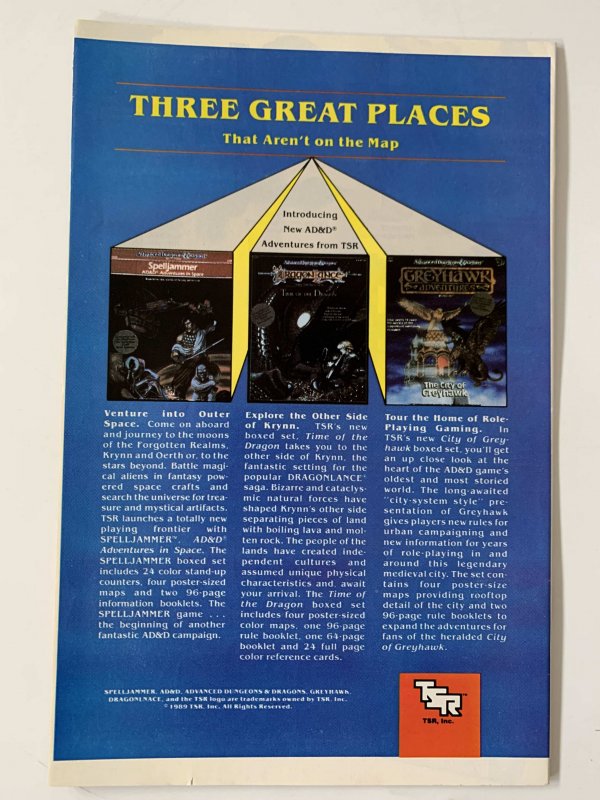 THREE GREAT PLACES
That Aren't on the Map
Introducing
New AD&D®
Adventures from TSR
Advanced Dungeons & Dragons
Spelljammer
AD&D Adventures in Space
Advanced Dungeons & Dragons
DRAGONLANCE
TIME OF THE DRAGON
Advanced Dungeons & Dragons
GREYHAWK
ADVENTURES
The City of
Greyhawk
Venture into Outer
Space. Come on aboard
and journey to the moons
of the Forgotten Realms,
Krynn and Oerth or, to the
stars beyond. Battle magi-
cal aliens in fantasy pow-
ered space crafts and
search the universe for trea-
sure and mystical artifacts.
TSR launches a totally new
playing frontier with
SPELLJAMMER™. AD&D®
Adventures in Space. The
SPELLJAMMER boxed set
includes 24 color stand-up
counters, four poster-sized
maps and two 96-page
information booklets. The
SPELLJAMMER game . . .
the beginning of another
fantastic AD&D campaign.
Explore the Other Side
of Krynn. TSR's new
boxed set, Time of the
Dragon takes you to the
other side of Krynn, the
fantastic setting for the
popular DRAGONLANCE®
saga. Bizarre and cataclys-
mic natural forces have
shaped Krynn's other side
separating pieces of land
with boiling lava and mol-
ten rock. The people of the
lands have created inde-
pendent cultures and
assumed unique physical
characteristics and, await
your arrival. The Time of
the Dragon boxed set
includes four poster-sized
color maps, one 96-page
rule booklet, one 64-page
booklet and 24 full page
color reference cards.
Tour the Home of Role-
Playing Gaming. In
TSR's new City of Grey-
hawk boxed set, you'll get
an up close look at the
heart of the AD&D game's
oldest and most storied
world. The long-awaited
"city-system style" pre-
sentation of Greyhawk
gives players new rules for
urban campaigning and
new information for years
of role-playing in and
around this legendary
medieval city. The set con-
tains four poster-size
maps providing rooftop
detail of the city and two
96-page rule booklets to
expand the adventures for
fans of the heralded City
of Greyhawk.
SPELLJAMMER, AD&D, ADVANCED DUNGEONS & DRAGONS, GREYHAWK,
DRAGONLNACE, and the TSR logo are trademarks owned by TSR, Inc.
© 1989 TSR, Inc. All Rights Reserved.
TSR™
TSR, Inc.